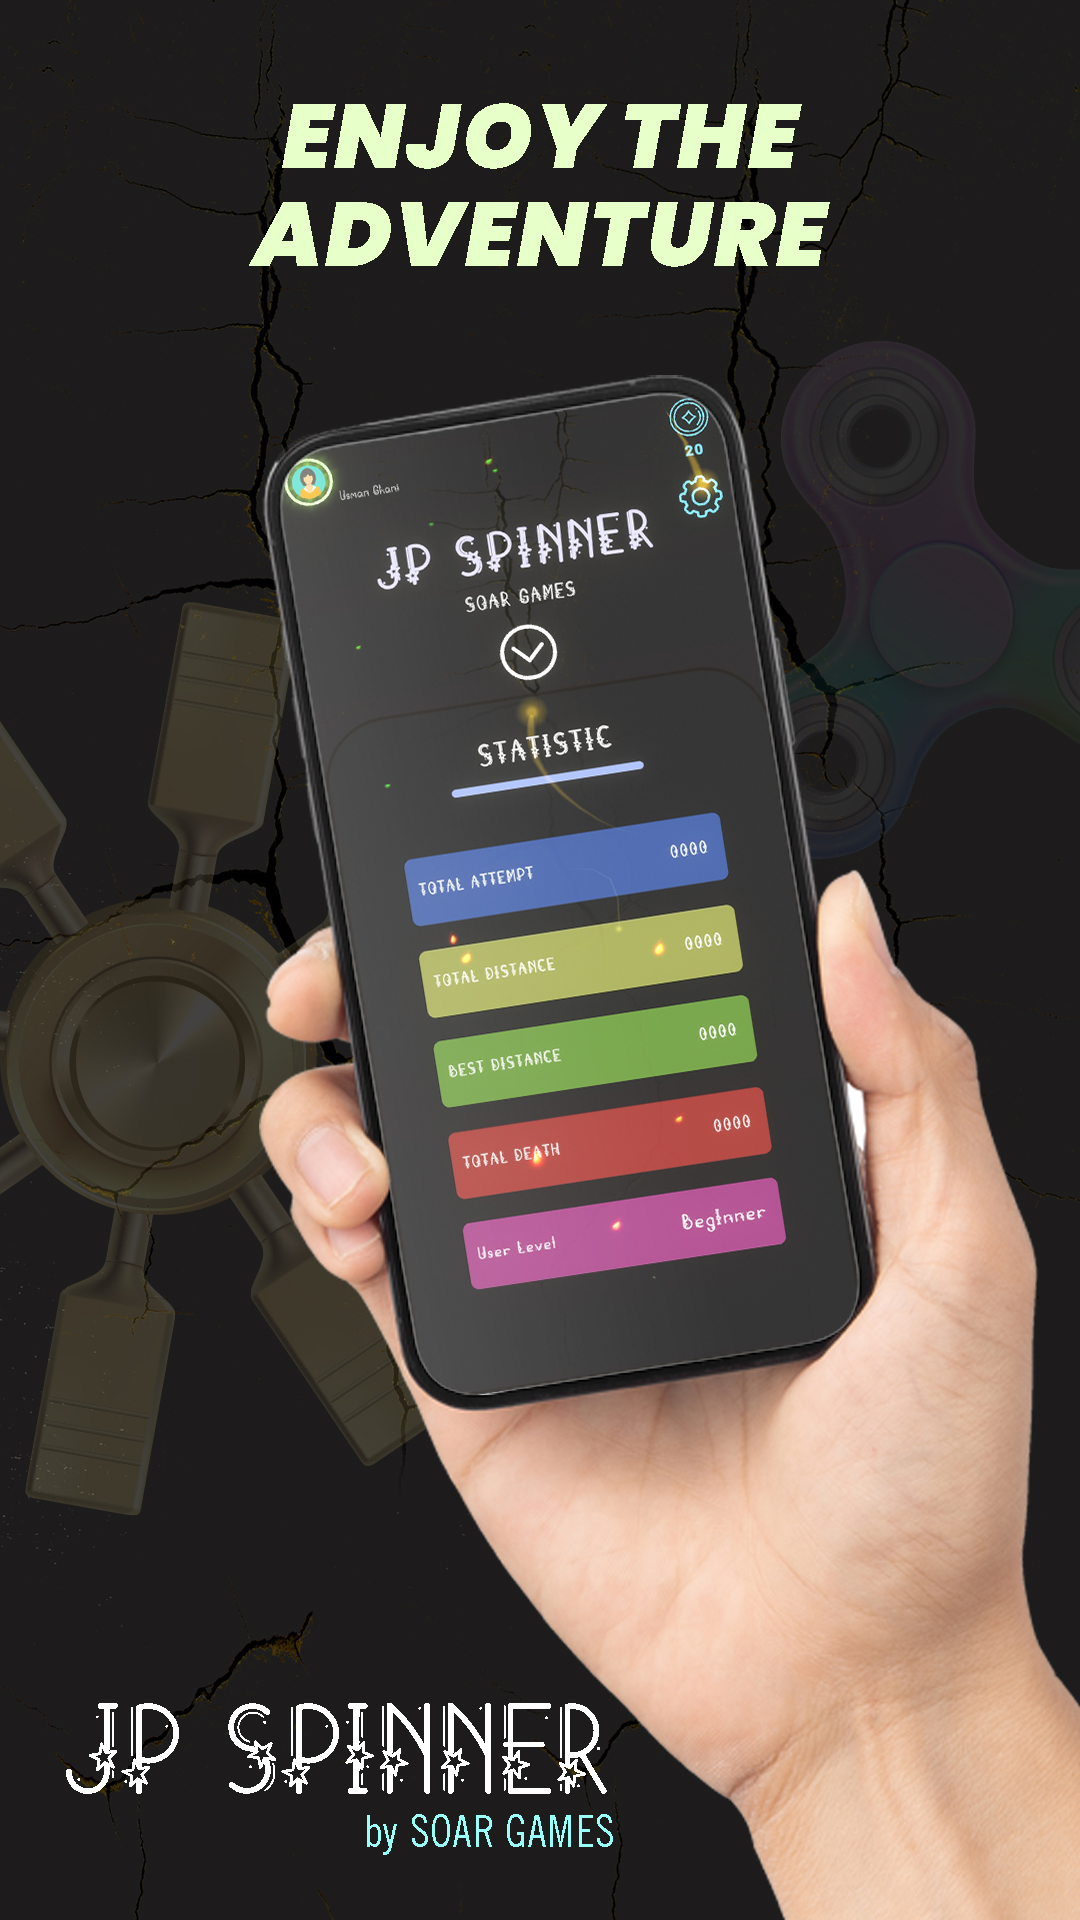 ENJOY THE
ADVENTURE
20
Usman Ghani
JP SPINNER
SOAR GAMES
STATISTIC
TOTAL ATTEMPT 0000
TOTAL DISTANCE 0000
BEST DISTANCE 0000
TOTAL DEATH 0000
User Level Beginner
JP SPINNER
by SOAR GAMES